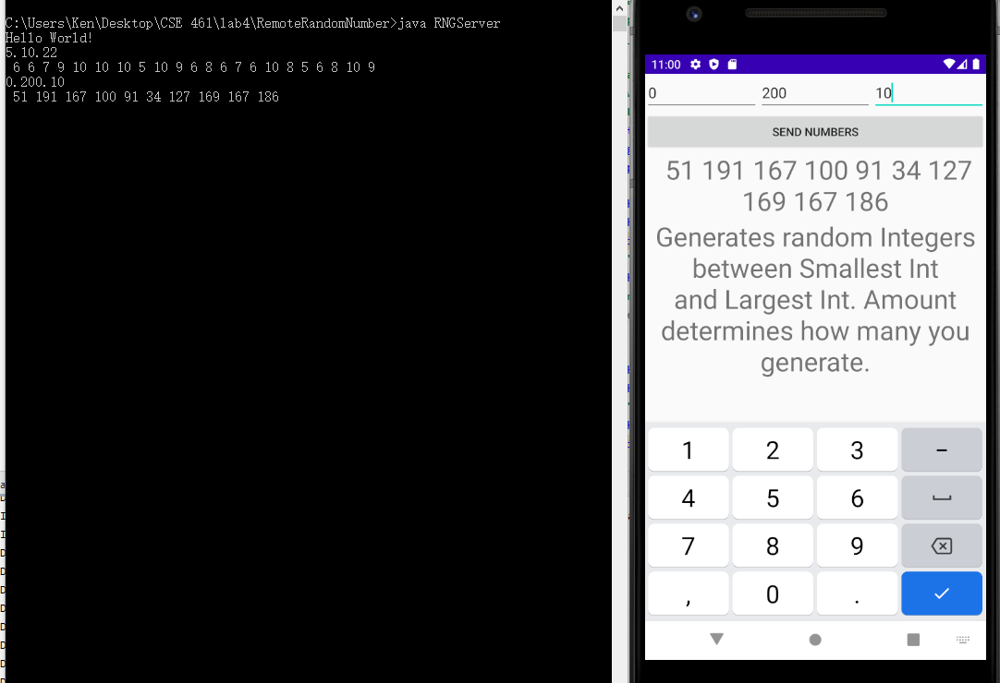 C:\Users\Ken\Desktop\CSE 461\lab4\RemoteRandomNumber>java RNGServer
Hello World!
5.10.22
6 6 7 9 10 10 10 5 10 9 6 8 6 7 6 10 8 5 6 8 10 9
0.200.10
51 191 167 100 91 34 127 169 167 186
11:00
0 200 10
SEND NUMBERS
51 191 167 100 91 34 127
169 167 186
Generates random Integers
between Smallest Int
and Largest Int. Amount
determines how many you
generate.
1 2 3 −
4 5 6
7 8 9
, 0 .